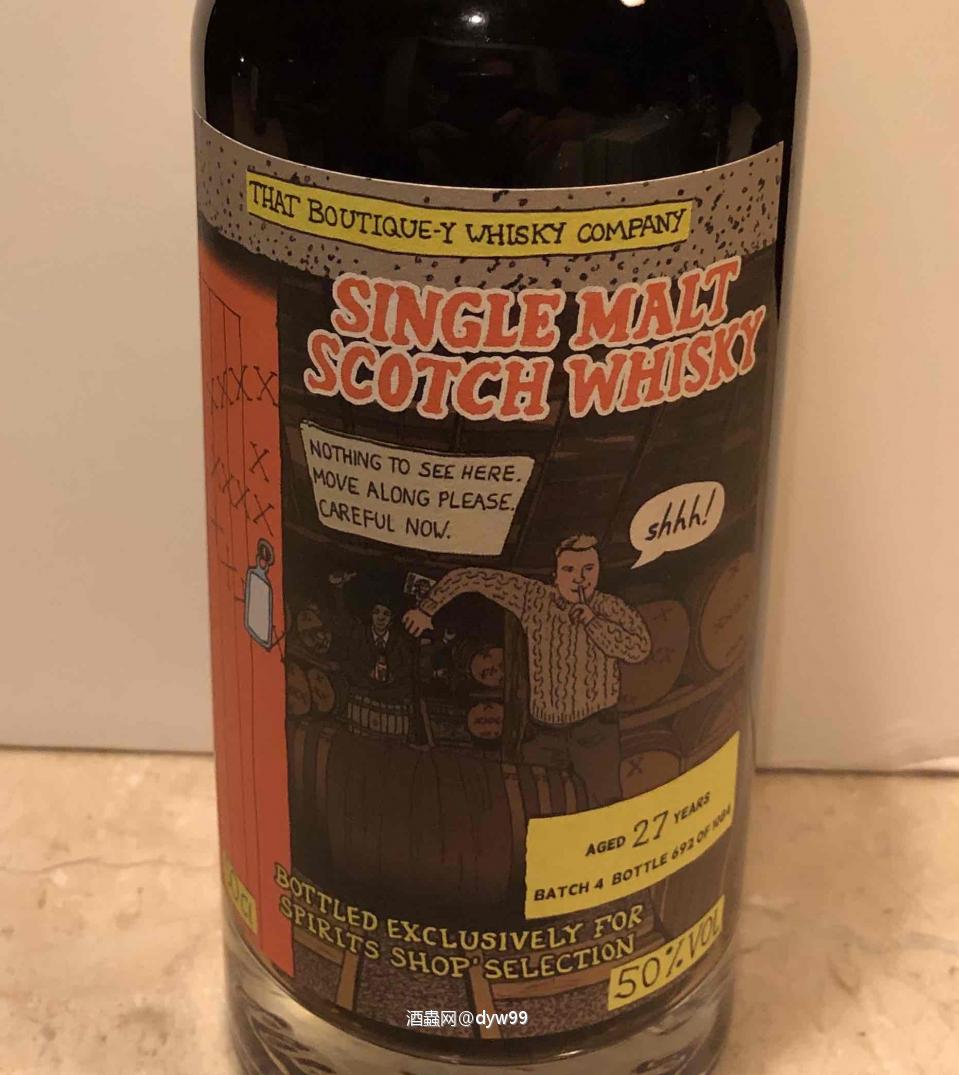 THAT BOUTIQUE-Y WHISKY COMPANY
SINGLE MALT
SCOTCH WHISKY
NOTHING TO SEE HERE.
MOVE ALONG PLEASE.
CAREFUL NOW.
shhh!
AGED 27 YEARS
BATCH 4 BOTTLE 692 OF
BOTTLED EXCLUSIVELY FOR
SPIRITS SHOP' SELECTION
50%VOL
酒蟲网@dyw99